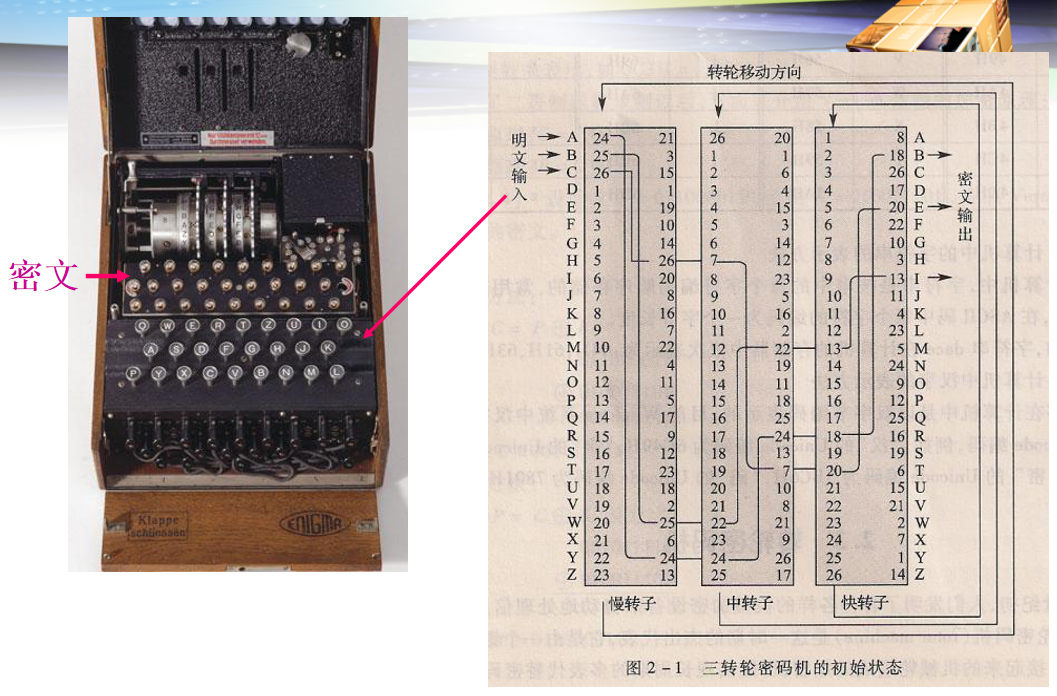 密文
Q W E R T Z U I O
A S D F G H J K
P Y X C V B N M L
Klappe
schliessen
ENIGMA
转轮移动方向
明文输入
密文输出
A 24 21 26 20 1 8 A
B 25 3 1 1 2 18 B
C 26 15 2 6 3 26 C
D 1 1 3 4 4 17 D
E 2 19 4 15 5 20 E
F 3 10 5 3 6 22 F
G 4 14 6 14 7 10 G
H 5 26 7 12 8 3 H
I 6 20 8 23 9 13 I
J 7 8 9 5 10 11 J
K 8 16 10 16 11 4 K
L 9 7 11 2 12 23 L
M 10 22 12 22 13 5 M
N 11 4 13 19 14 24 N
O 12 11 14 11 15 9 O
P 13 5 15 18 16 12 P
Q 14 17 16 25 17 25 Q
R 15 9 17 24 18 16 R
S 16 12 18 13 19 19 S
T 17 23 19 7 20 6 T
U 18 18 20 10 21 15 U
V 19 2 21 8 22 21 V
W 20 25 22 21 23 2 W
X 21 6 23 9 24 7 X
Y 22 24 24 26 25 1 Y
Z 23 13 25 17 26 14 Z
慢转子 中转子 快转子
图 2-1 三转轮密码机的初始状态